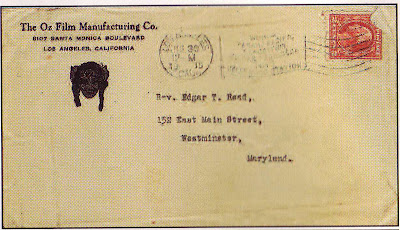 The Oz Film Manufacturing Co.
6107 SANTA MONICA BOULEVARD
LOS ANGELES, CALIFORNIA
Rev. Edgar T. Read,
152 East Main Street,
Westminster,
Maryland.